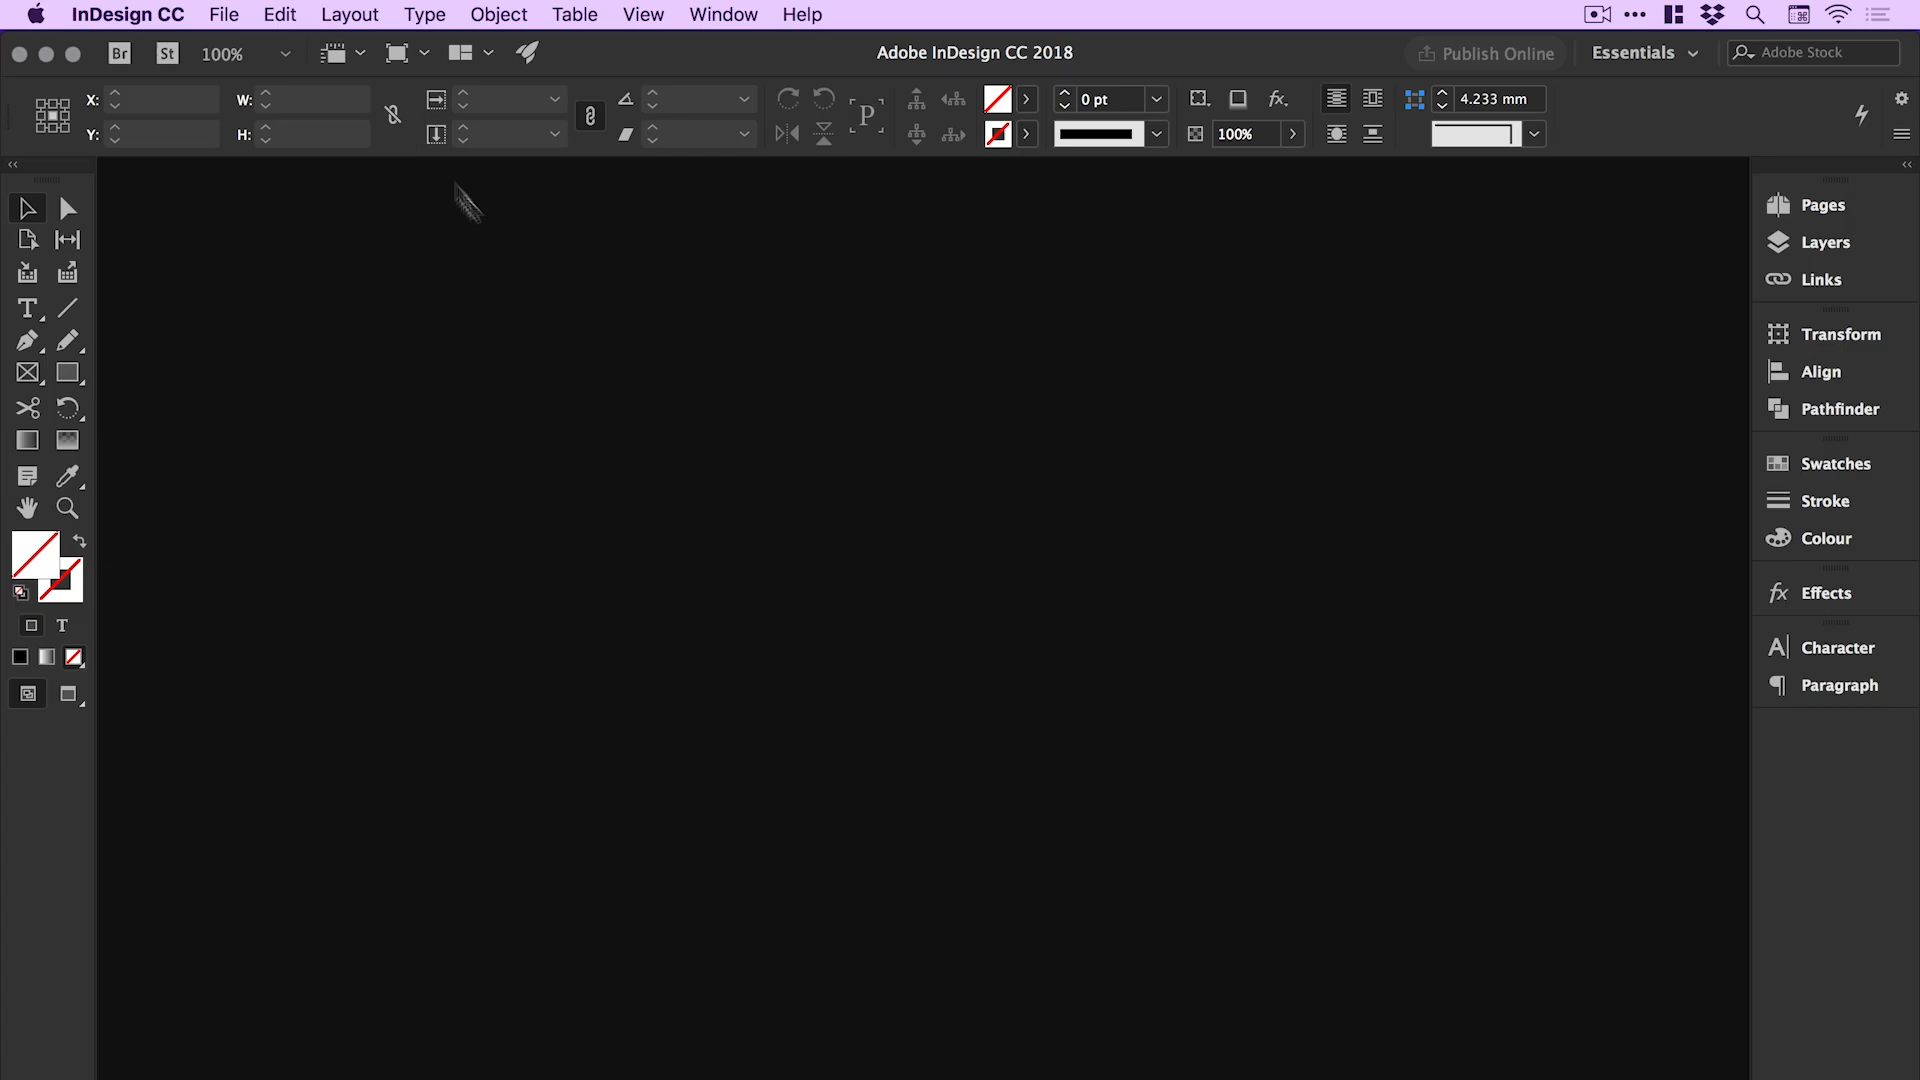 InDesign CC File Edit Layout Type Object Table View Window Help
Br St 100% Adobe InDesign CC 2018 Publish Online Essentials Adobe Stock
X: W: 0 pt fx 4.233 mm
Y: H: P 100%
Pages
Layers
Links
T
Transform
Align
Pathfinder
Swatches
Stroke
Colour
fx Effects
T
A Character
Paragraph